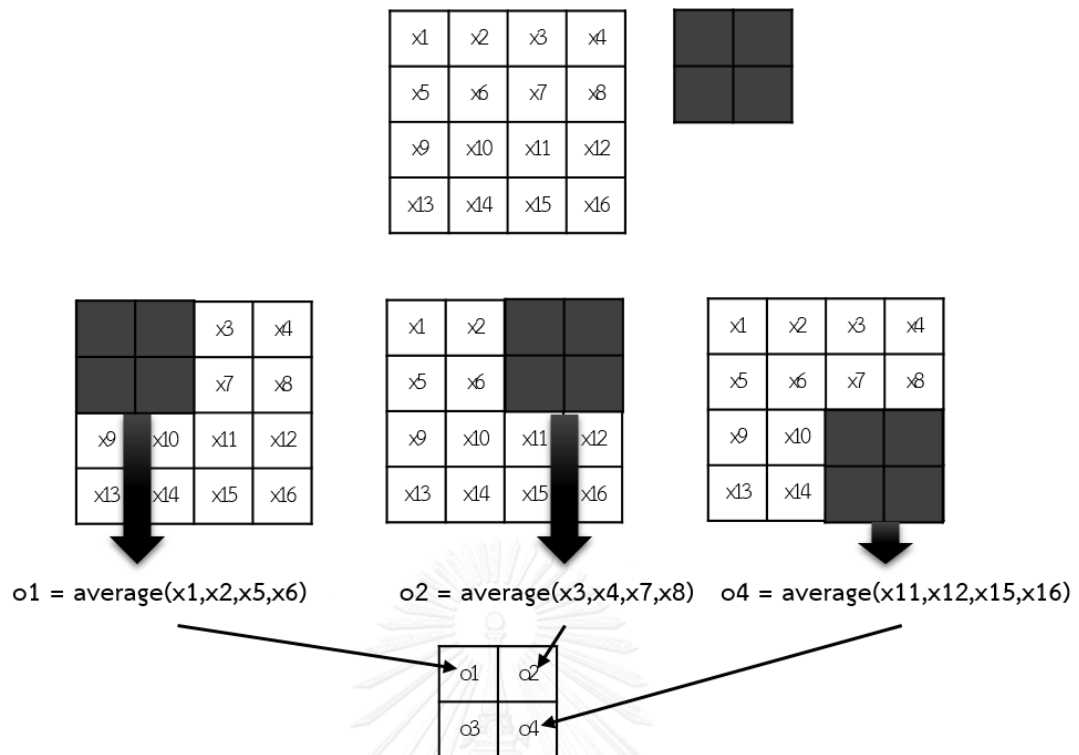 x1 x2 x3 x4
x5 x6 x7 x8
x9 x10 x11 x12
x13 x14 x15 x16
x3 x4
x7 x8
x9 x10 x11 x12
x13 x14 x15 x16
x1 x2
x5 x6
x9 x10 x11 x12
x13 x14 x15 x16
x1 x2 x3 x4
x5 x6 x7 x8
x9 x10
x13 x14
o1 = average(x1,x2,x5,x6)
o2 = average(x3,x4,x7,x8)
o4 = average(x11,x12,x15,x16)
o1 o2
o3 o4